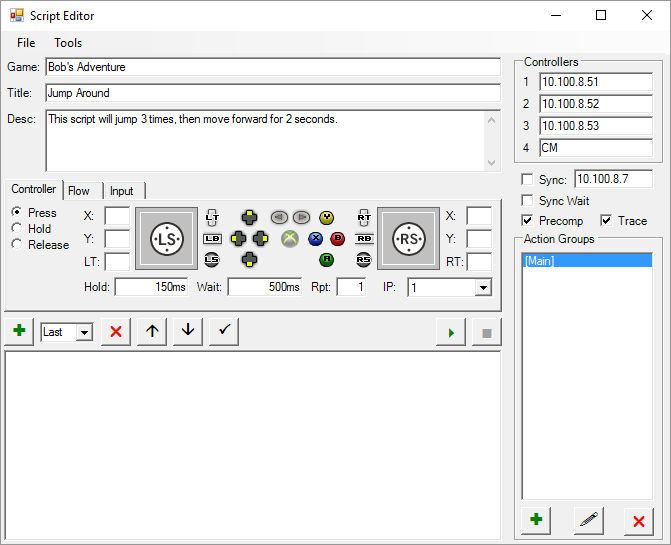 Script Editor
File Tools
Game: Bob's Adventure
Title: Jump Around
Desc: This script will jump 3 times, then move forward for 2 seconds.
Controller Flow Input
Press
Hold
Release
X:
Y:
LT:
LS
LT
LB
LS
Y
X
B
A
RT
RB
RS
RS
X:
Y:
RT:
Hold: 150ms Wait: 500ms Rpt: 1 IP: 1
Last
Controllers
1 10.100.8.51
2 10.100.8.52
3 10.100.8.53
4 CM
Sync: 10.100.8.7
Sync Wait
Precomp Trace
Action Groups
[Main]